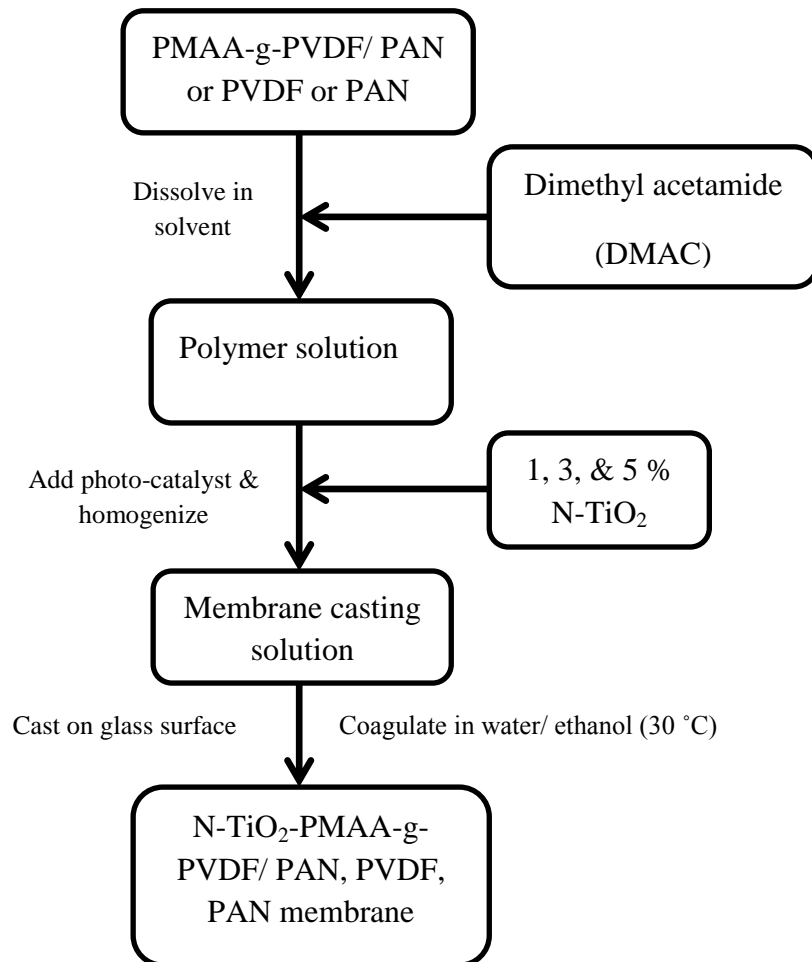 PMAA-g-PVDF/ PAN
or PVDF or PAN
Dissolve in
solvent
Dimethyl acetamide
(DMAC)
Polymer solution
Add photo-catalyst &
homogenize
1, 3, & 5 %
N-TiO₂
Membrane casting
solution
Cast on glass surface
Coagulate in water/ ethanol (30 ˚C)
N-TiO₂-PMAA-g-
PVDF/ PAN, PVDF,
PAN membrane